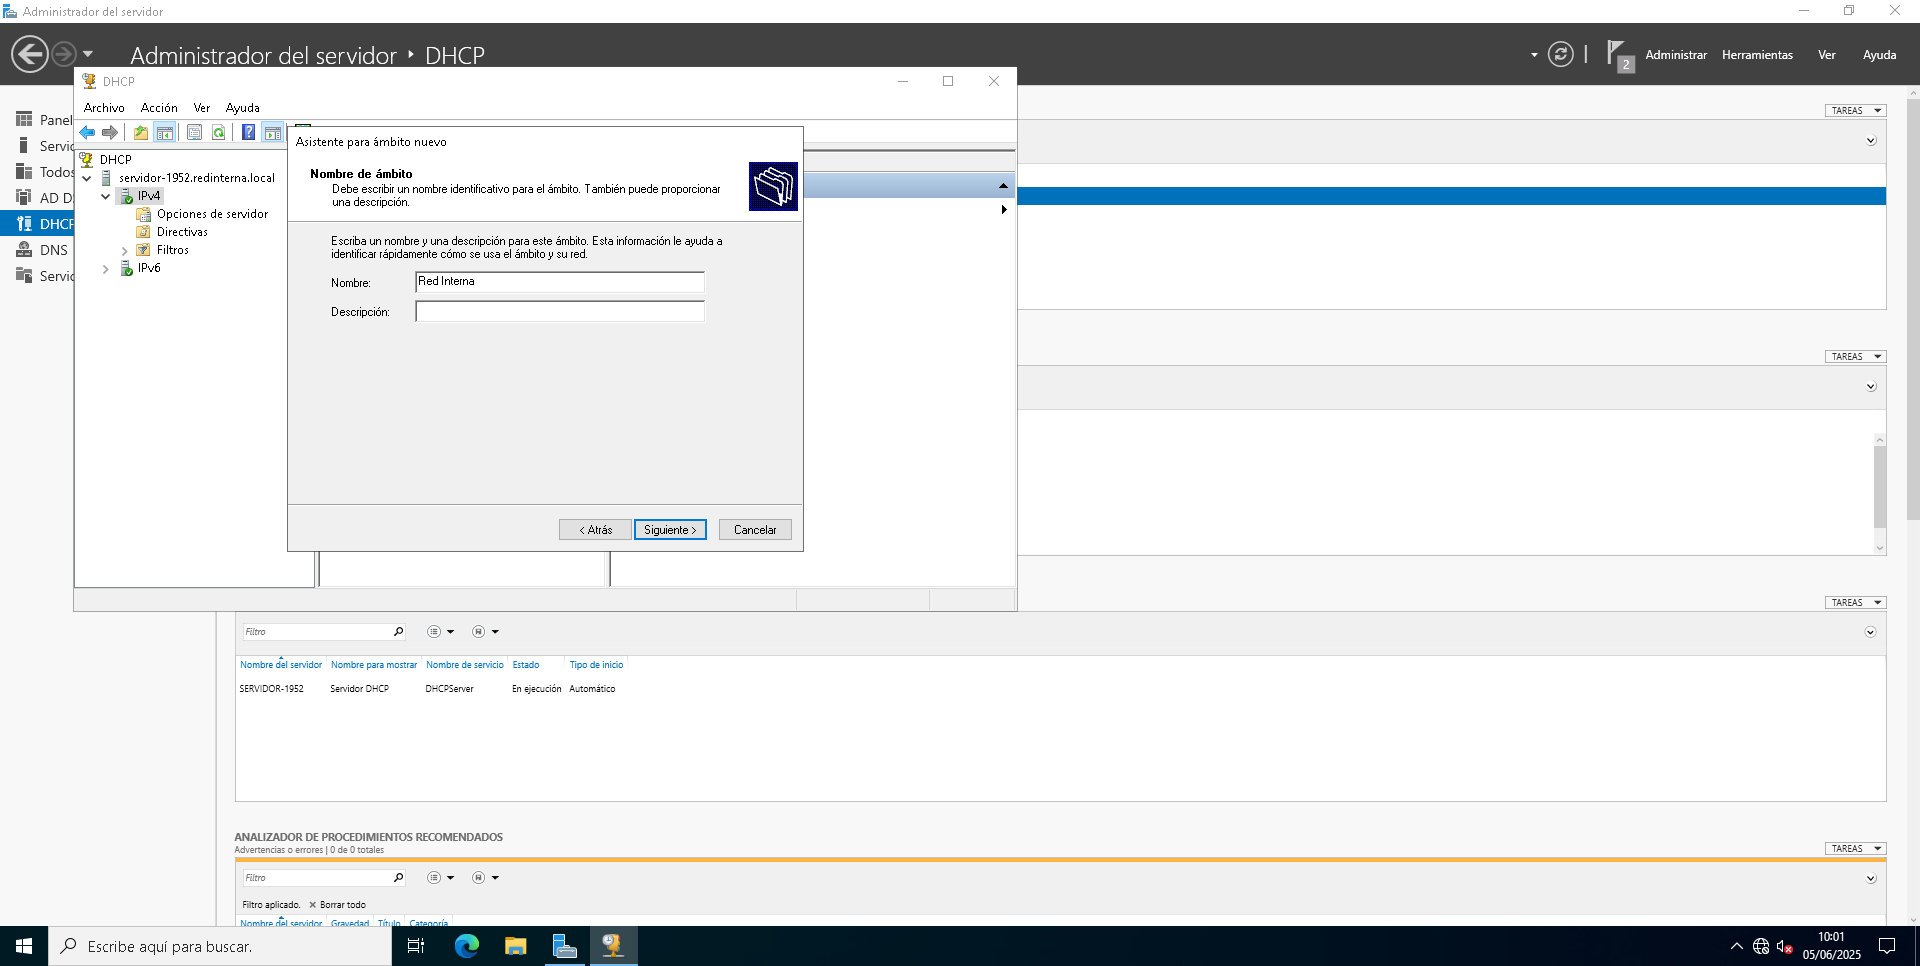 Administrador del servidor
Administrador del servidor ‣ DHCP
2
Administrar
Herramientas
Ver
Ayuda
Panel
Servic
Todos
AD D
DHCP
DNS
Servic
DHCP
Archivo
Acción
Ver
Ayuda
DHCP
servidor-1952.redinterna.local
IPv4
Opciones de servidor
Directivas
Filtros
IPv6
Asistente para ámbito nuevo
Nombre de ámbito
Debe escribir un nombre identificativo para el ámbito. También puede proporcionar
una descripción.
Escriba un nombre y una descripción para este ámbito. Esta información le ayuda a
identificar rápidamente cómo se usa el ámbito y su red.
Nombre:
Red Interna
Descripción:
< Atrás
Siguiente >
Cancelar
TAREAS
TAREAS
TAREAS
Filtro
Nombre del servidor
Nombre para mostrar
Nombre de servicio
Estado
Tipo de inicio
SERVIDOR-1952
Servidor DHCP
DHCPServer
En ejecución
Automático
ANALIZADOR DE PROCEDIMIENTOS RECOMENDADOS
Advertencias o errores | 0 de 0 totales
TAREAS
Filtro
Filtro aplicado.
Borrar todo
Nombre del servidor
Gravedad
Título
Categoría
Escribe aquí para buscar.
10:01
05/06/2025